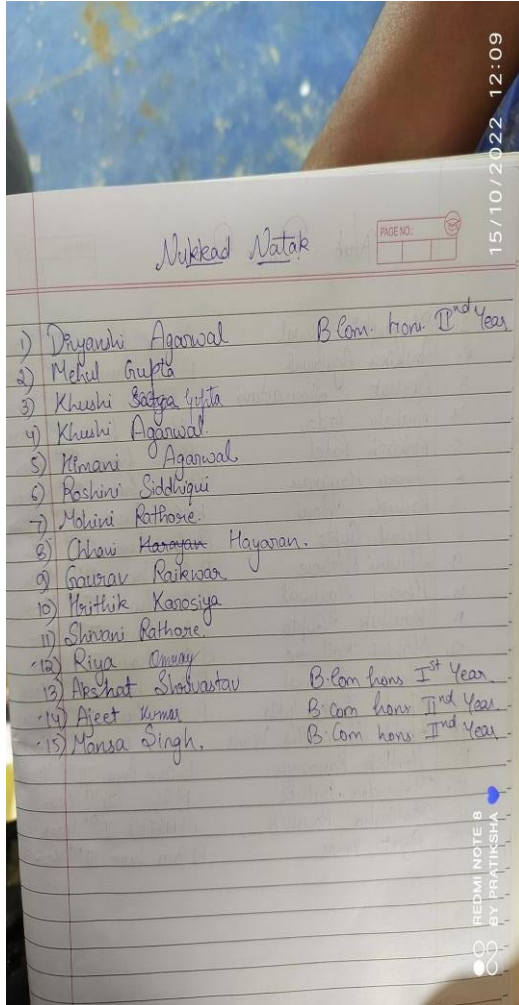 Nukkad Natak
PAGE NO.:
1) Divyanshi Agarwal B Com. hons. IInd Year
2) Mehul Gupta
3) Khushi Gupta
4) Khushi Agarwal.
5) Himani Agarwal
6) Roshini Siddhiqui
7) Mohini Rathore.
8) Chhavi Harayan Hayaran.
9) Gaurav Raikwar
10) Hrithik Karosiya
11) Shivani Rathore.
12) Riya Omray
13) Akshat Shrivastav B.Com hons Ist Year
14) Ajeet Kumar B.Com hons IInd Year
15) Mansa Singh. B.Com hons IInd Year
15/10/2022 12:09
REDMI NOTE 8
BY PRATIKSHA